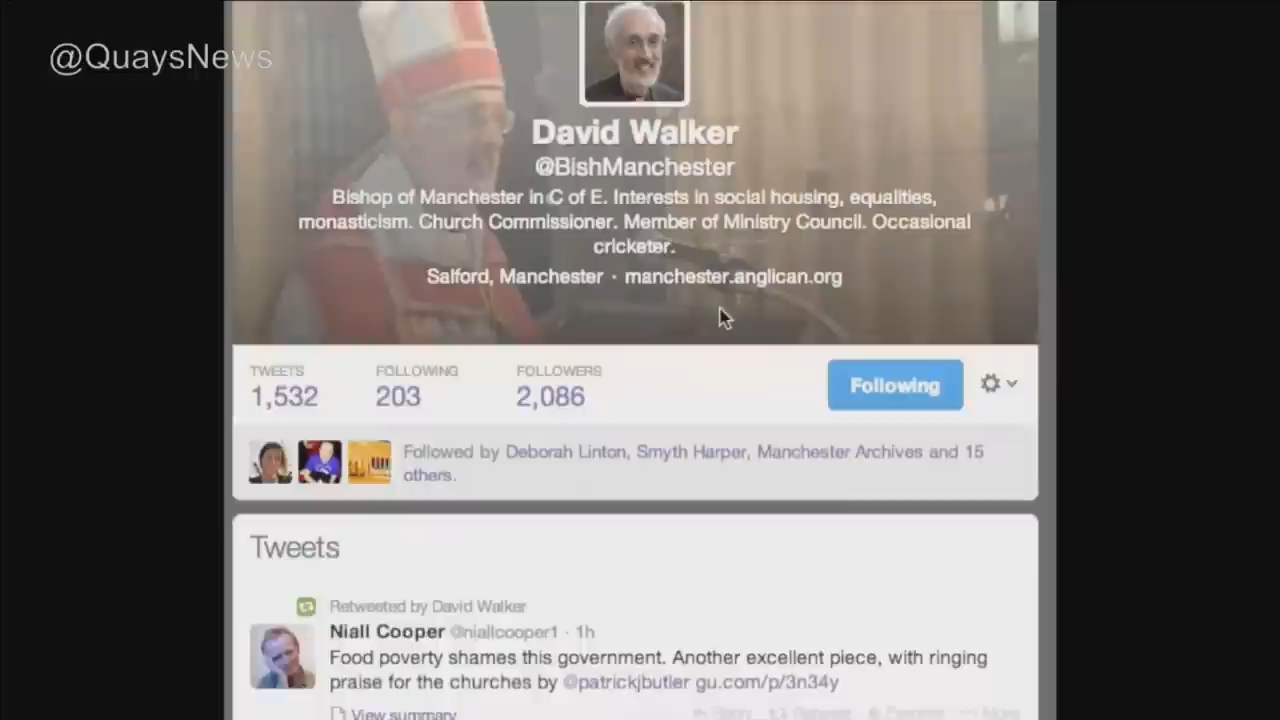 @QuaysNews
David Walker
@BishManchester
Bishop of Manchester in C of E. Interests in social housing, equalities,
monasticism. Church Commissioner. Member of Ministry Council. Occasional
cricketer.
Salford, Manchester · manchester.anglican.org
TWEETS
FOLLOWING
FOLLOWERS
1,532
203
2,086
Following
Followed by Deborah Linton, Smyth Harper, Manchester Archives and 15
others.
Tweets
Retweeted by David Walker
Niall Cooper @niallcooper1 · 1h
Food poverty shames this government. Another excellent piece, with ringing
praise for the churches by @patrickjbutler gu.com/p/3n34y
View summary